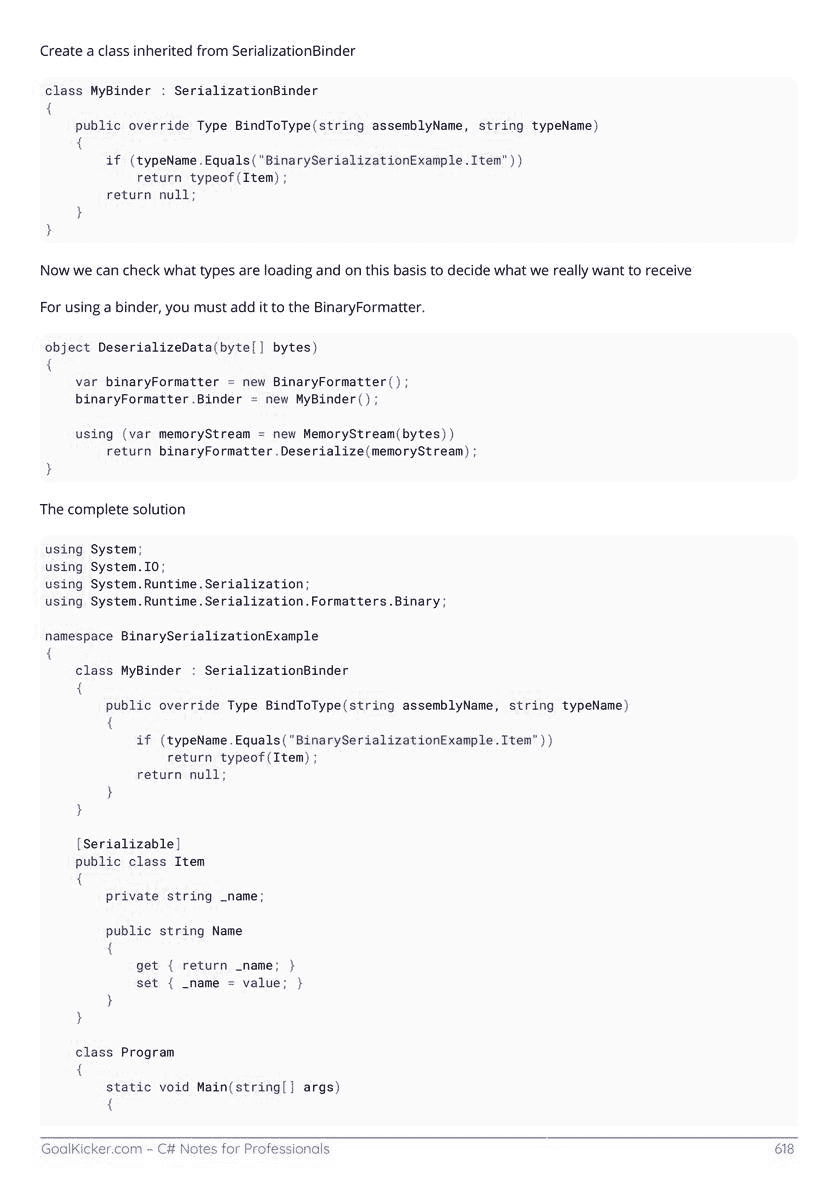 Create a class inherited from SerializationBinder
class MyBinder : SerializationBinder
{
    public override Type BindToType(string assemblyName, string typeName)
    {
        if (typeName.Equals("BinarySerializationExample.Item"))
            return typeof(Item);
        return null;
    }
}
Now we can check what types are loading and on this basis to decide what we really want to receive
For using a binder, you must add it to the BinaryFormatter.
object DeserializeData(byte[] bytes)
{
    var binaryFormatter = new BinaryFormatter();
    binaryFormatter.Binder = new MyBinder();
    using (var memoryStream = new MemoryStream(bytes))
        return binaryFormatter.Deserialize(memoryStream);
}
The complete solution
using System;
using System.IO;
using System.Runtime.Serialization;
using System.Runtime.Serialization.Formatters.Binary;
namespace BinarySerializationExample
{
    class MyBinder : SerializationBinder
    {
        public override Type BindToType(string assemblyName, string typeName)
        {
            if (typeName.Equals("BinarySerializationExample.Item"))
                return typeof(Item);
            return null;
        }
    }
    [Serializable]
    public class Item
    {
        private string _name;
        public string Name
        {
            get { return _name; }
            set { _name = value; }
        }
    }
    class Program
    {
        static void Main(string[] args)
        {
GoalKicker.com – C# Notes for Professionals 618